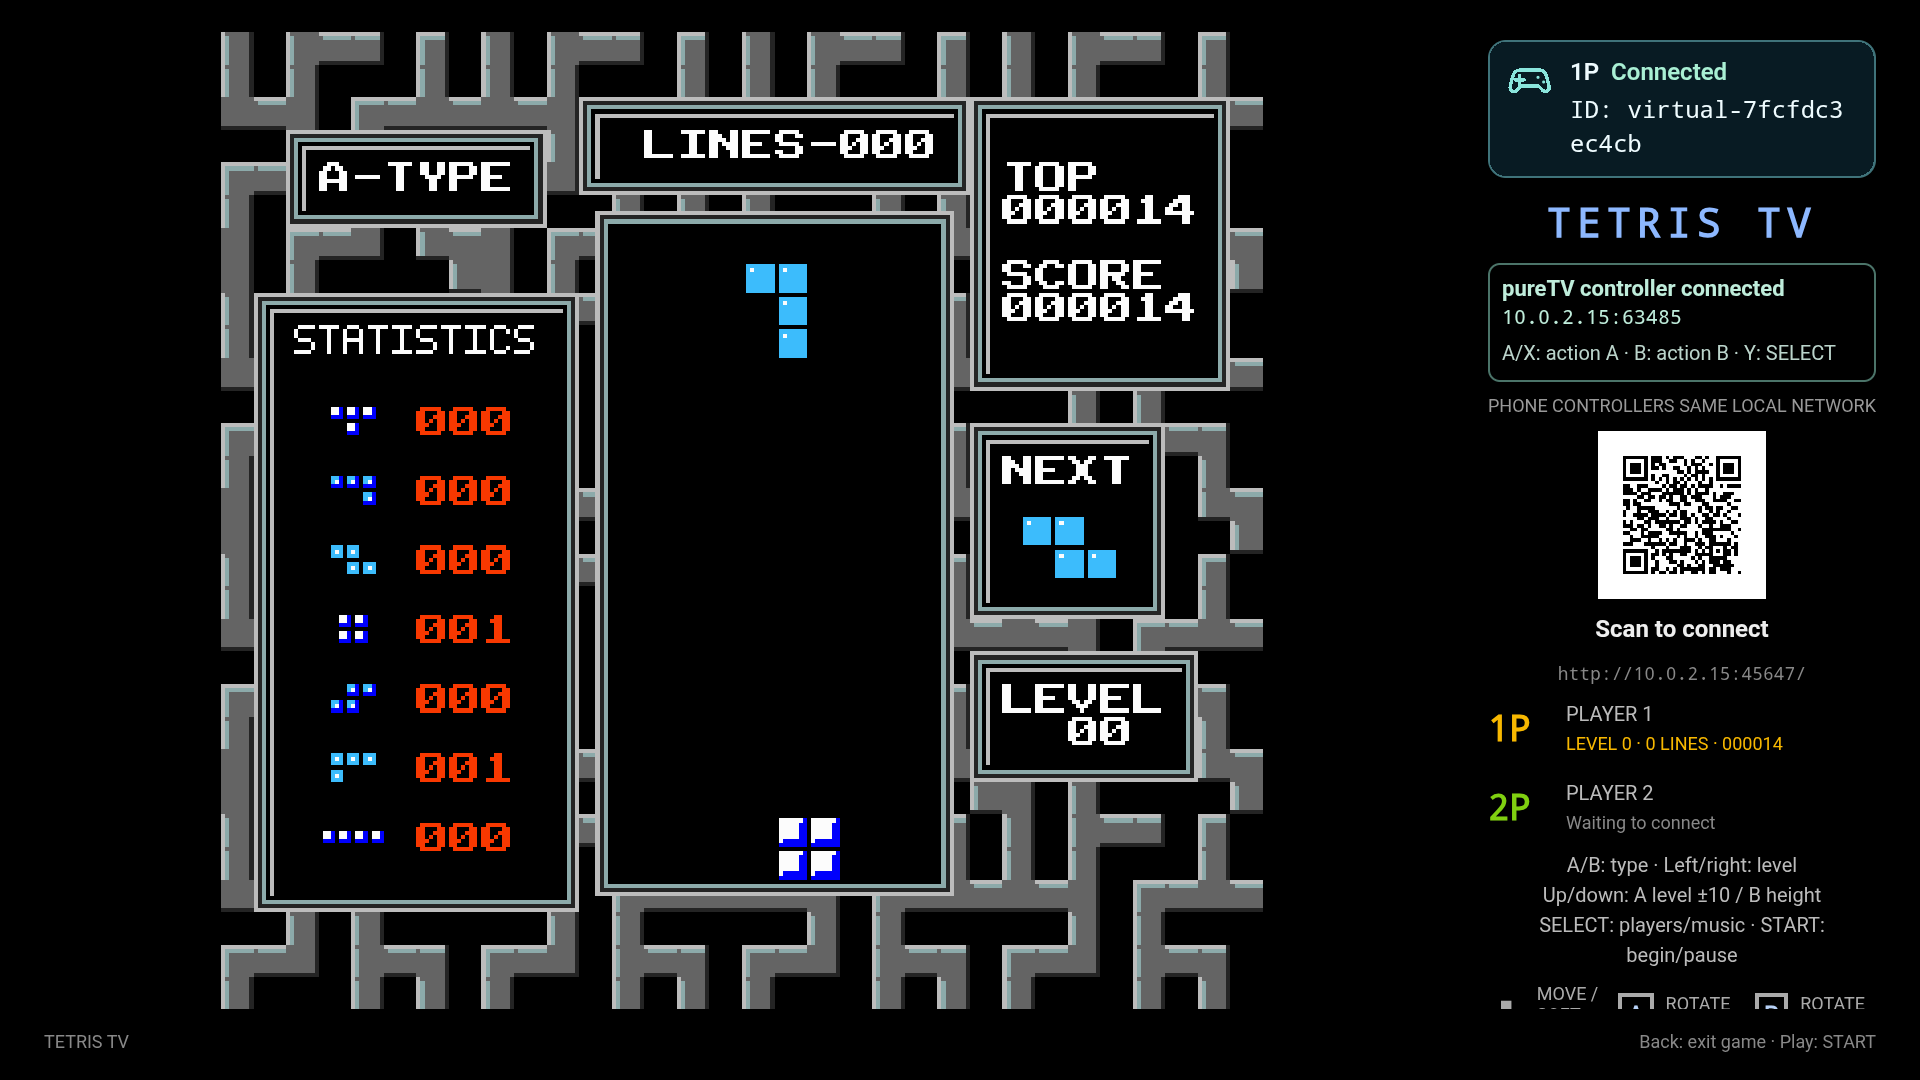 A-TYPE
LINES-000
TOP
000014
SCORE
000014
STATISTICS
000
000
000
001
000
001
000
NEXT
LEVEL
00
1P Connected
ID: virtual-7fcfdc3
ec4cb
TETRIS TV
pureTV controller connected
10.0.2.15:63485
A/X: action A · B: action B · Y: SELECT
PHONE CONTROLLERS SAME LOCAL NETWORK
Scan to connect
http://10.0.2.15:45647/
1P
PLAYER 1
LEVEL 0 · 0 LINES · 000014
2P
PLAYER 2
Waiting to connect
A/B: type · Left/right: level
Up/down: A level ±10 / B height
SELECT: players/music · START:
begin/pause
MOVE /
ROTATE
ROTATE
TETRIS TV
Back: exit game · Play: START